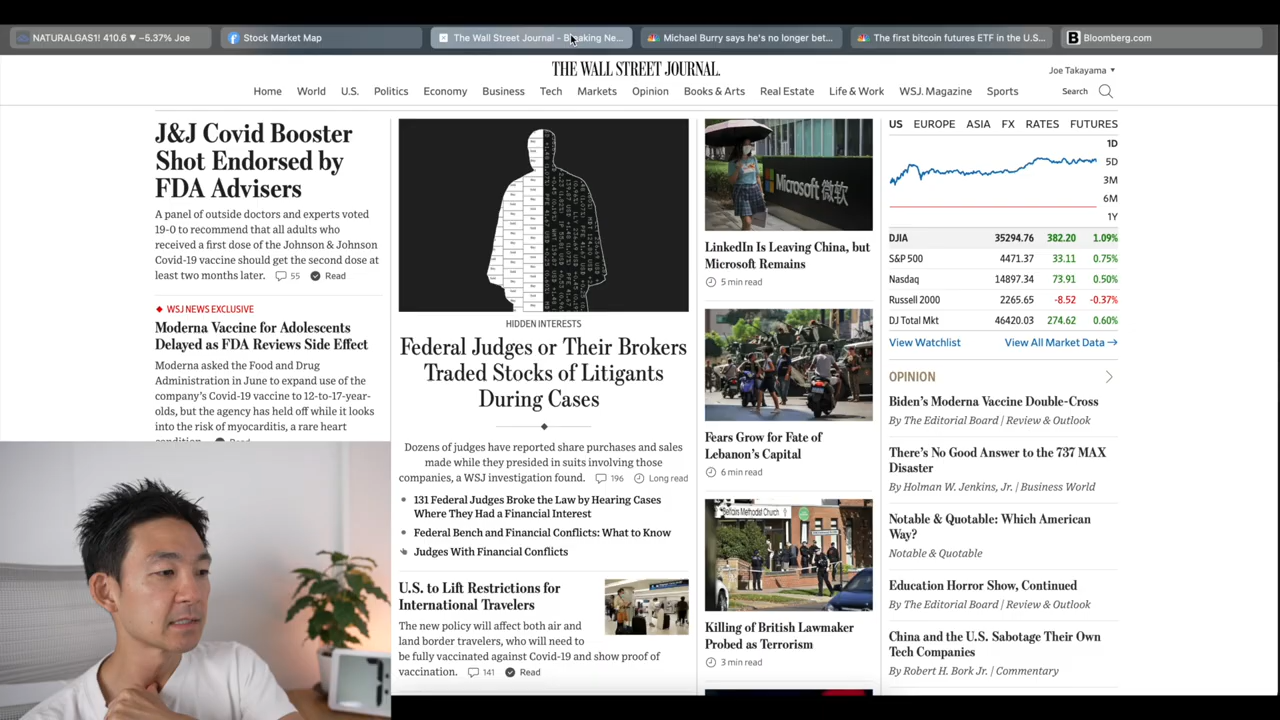 NATURALGAS1! 410.6 ▼ −5.37% Joe
Stock Market Map
The Wall Street Journal - Breaking Ne...
Michael Burry says he's no longer bet...
The first bitcoin futures ETF in the U.S...
Bloomberg.com
THE WALL STREET JOURNAL.
Joe Takayama ▼
Home World U.S. Politics Economy Business Tech Markets Opinion Books & Arts Real Estate Life & Work WSJ. Magazine Sports
Search
J&J Covid Booster
Shot Endorsed by
FDA Advisers
A panel of outside doctors and experts voted
19-0 to recommend that all adults who
received a first dose of the Johnson & Johnson
Covid-19 vaccine should get the second dose at
least two months later. 55 Read
WSJ NEWS EXCLUSIVE
Moderna Vaccine for Adolescents
Delayed as FDA Reviews Side Effect
Moderna asked the Food and Drug
Administration in June to expand use of the
company's Covid-19 vaccine to 12-to-17-year-
olds, but the agency has held off while it looks
into the risk of myocarditis, a rare heart
condition. Read
HIDDEN INTERESTS
Federal Judges or Their Brokers
Traded Stocks of Litigants
During Cases
Dozens of judges have reported share purchases and sales
made while they presided in suits involving those
companies, a WSJ investigation found. 196 Long read
131 Federal Judges Broke the Law by Hearing Cases
Where They Had a Financial Interest
Federal Bench and Financial Conflicts: What to Know
Judges With Financial Conflicts
U.S. to Lift Restrictions for
International Travelers
The new policy will affect both air and
land border travelers, who will need to
be fully vaccinated against Covid-19 and show proof of
vaccination. 141 Read
Microsoft 微软
LinkedIn Is Leaving China, but
Microsoft Remains
5 min read
Fears Grow for Fate of
Lebanon's Capital
6 min read
Belfairs Methodist Church
Killing of British Lawmaker
Probed as Terrorism
3 min read
US EUROPE ASIA FX RATES FUTURES
1D
5D
3M
6M
1Y
DJIA 35294.76 382.20 1.09%
S&P 500 4471.37 33.11 0.75%
Nasdaq 14897.34 73.91 0.50%
Russell 2000 2265.65 -8.52 -0.37%
DJ Total Mkt 46420.03 274.62 0.60%
View Watchlist View All Market Data
OPINION
Biden's Moderna Vaccine Double-Cross
By The Editorial Board / Review & Outlook
There's No Good Answer to the 737 MAX
Disaster
By Holman W. Jenkins, Jr. / Business World
Notable & Quotable: Which American
Way?
Notable & Quotable
Education Horror Show, Continued
By The Editorial Board / Review & Outlook
China and the U.S. Sabotage Their Own
Tech Companies
By Robert H. Bork Jr. / Commentary